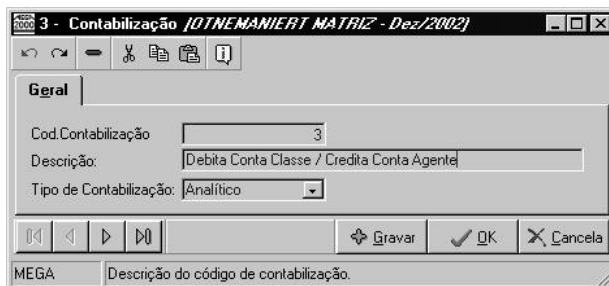 3 - Contabilização [OTNEMANIERT MATRIZ - Dez/2002]
Geral
Cod.Contabilização 3
Descrição: Debita Conta Classe / Credita Conta Agente
Tipo de Contabilização: Analítico
Gravar OK Cancela
MEGA Descrição do código de contabilização.